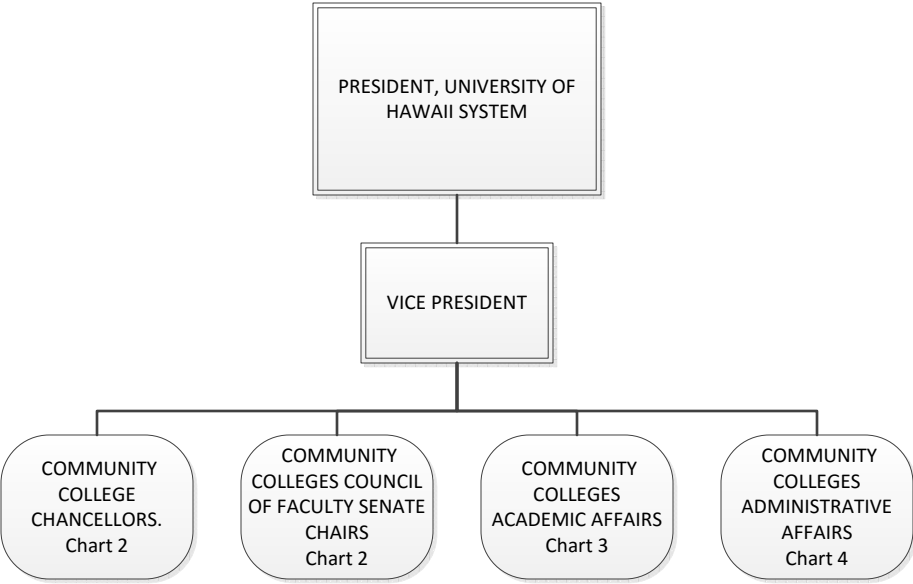 PRESIDENT, UNIVERSITY OF
HAWAII SYSTEM
VICE PRESIDENT
COMMUNITY
COLLEGE
CHANCELLORS.
Chart 2
COMMUNITY
COLLEGES COUNCIL
OF FACULTY SENATE
CHAIRS
Chart 2
COMMUNITY
COLLEGES
ACADEMIC AFFAIRS
Chart 3
COMMUNITY
COLLEGES
ADMINISTRATIVE
AFFAIRS
Chart 4